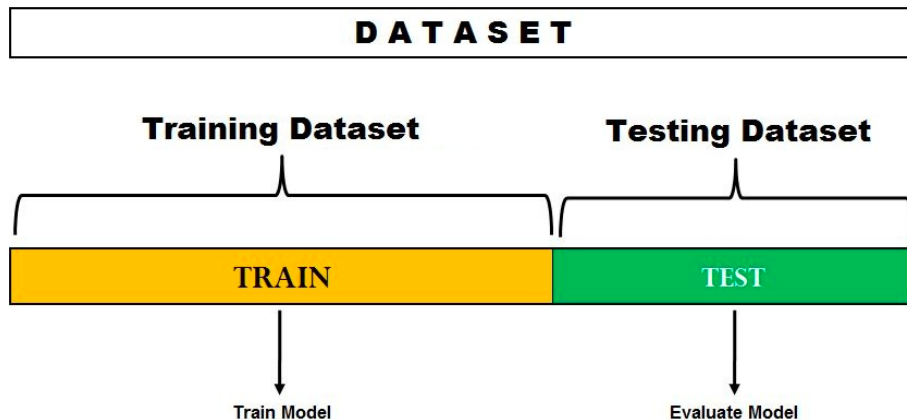 D A T A S E T
Training Dataset
Testing Dataset
TRAIN
TEST
Train Model
Evaluate Model